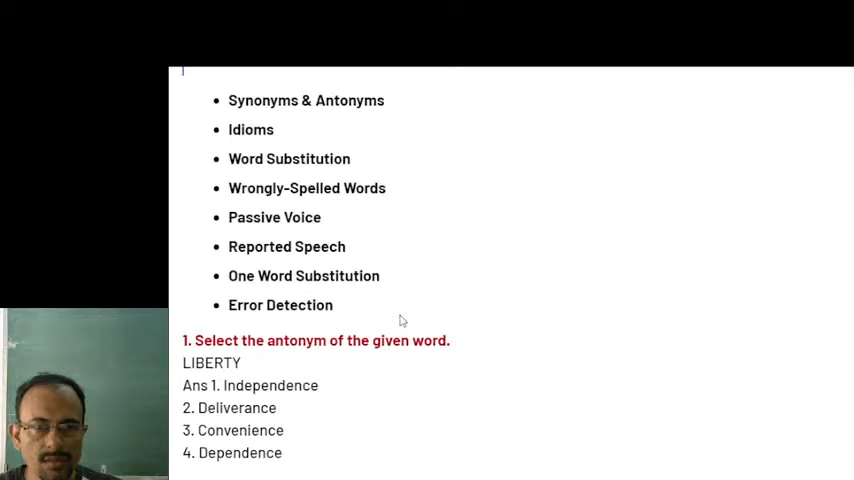 Synonyms & Antonyms
Idioms
Word Substitution
Wrongly-Spelled Words
Passive Voice
Reported Speech
One Word Substitution
Error Detection
1. Select the antonym of the given word.
LIBERTY
Ans 1. Independence
2. Deliverance
3. Convenience
4. Dependence